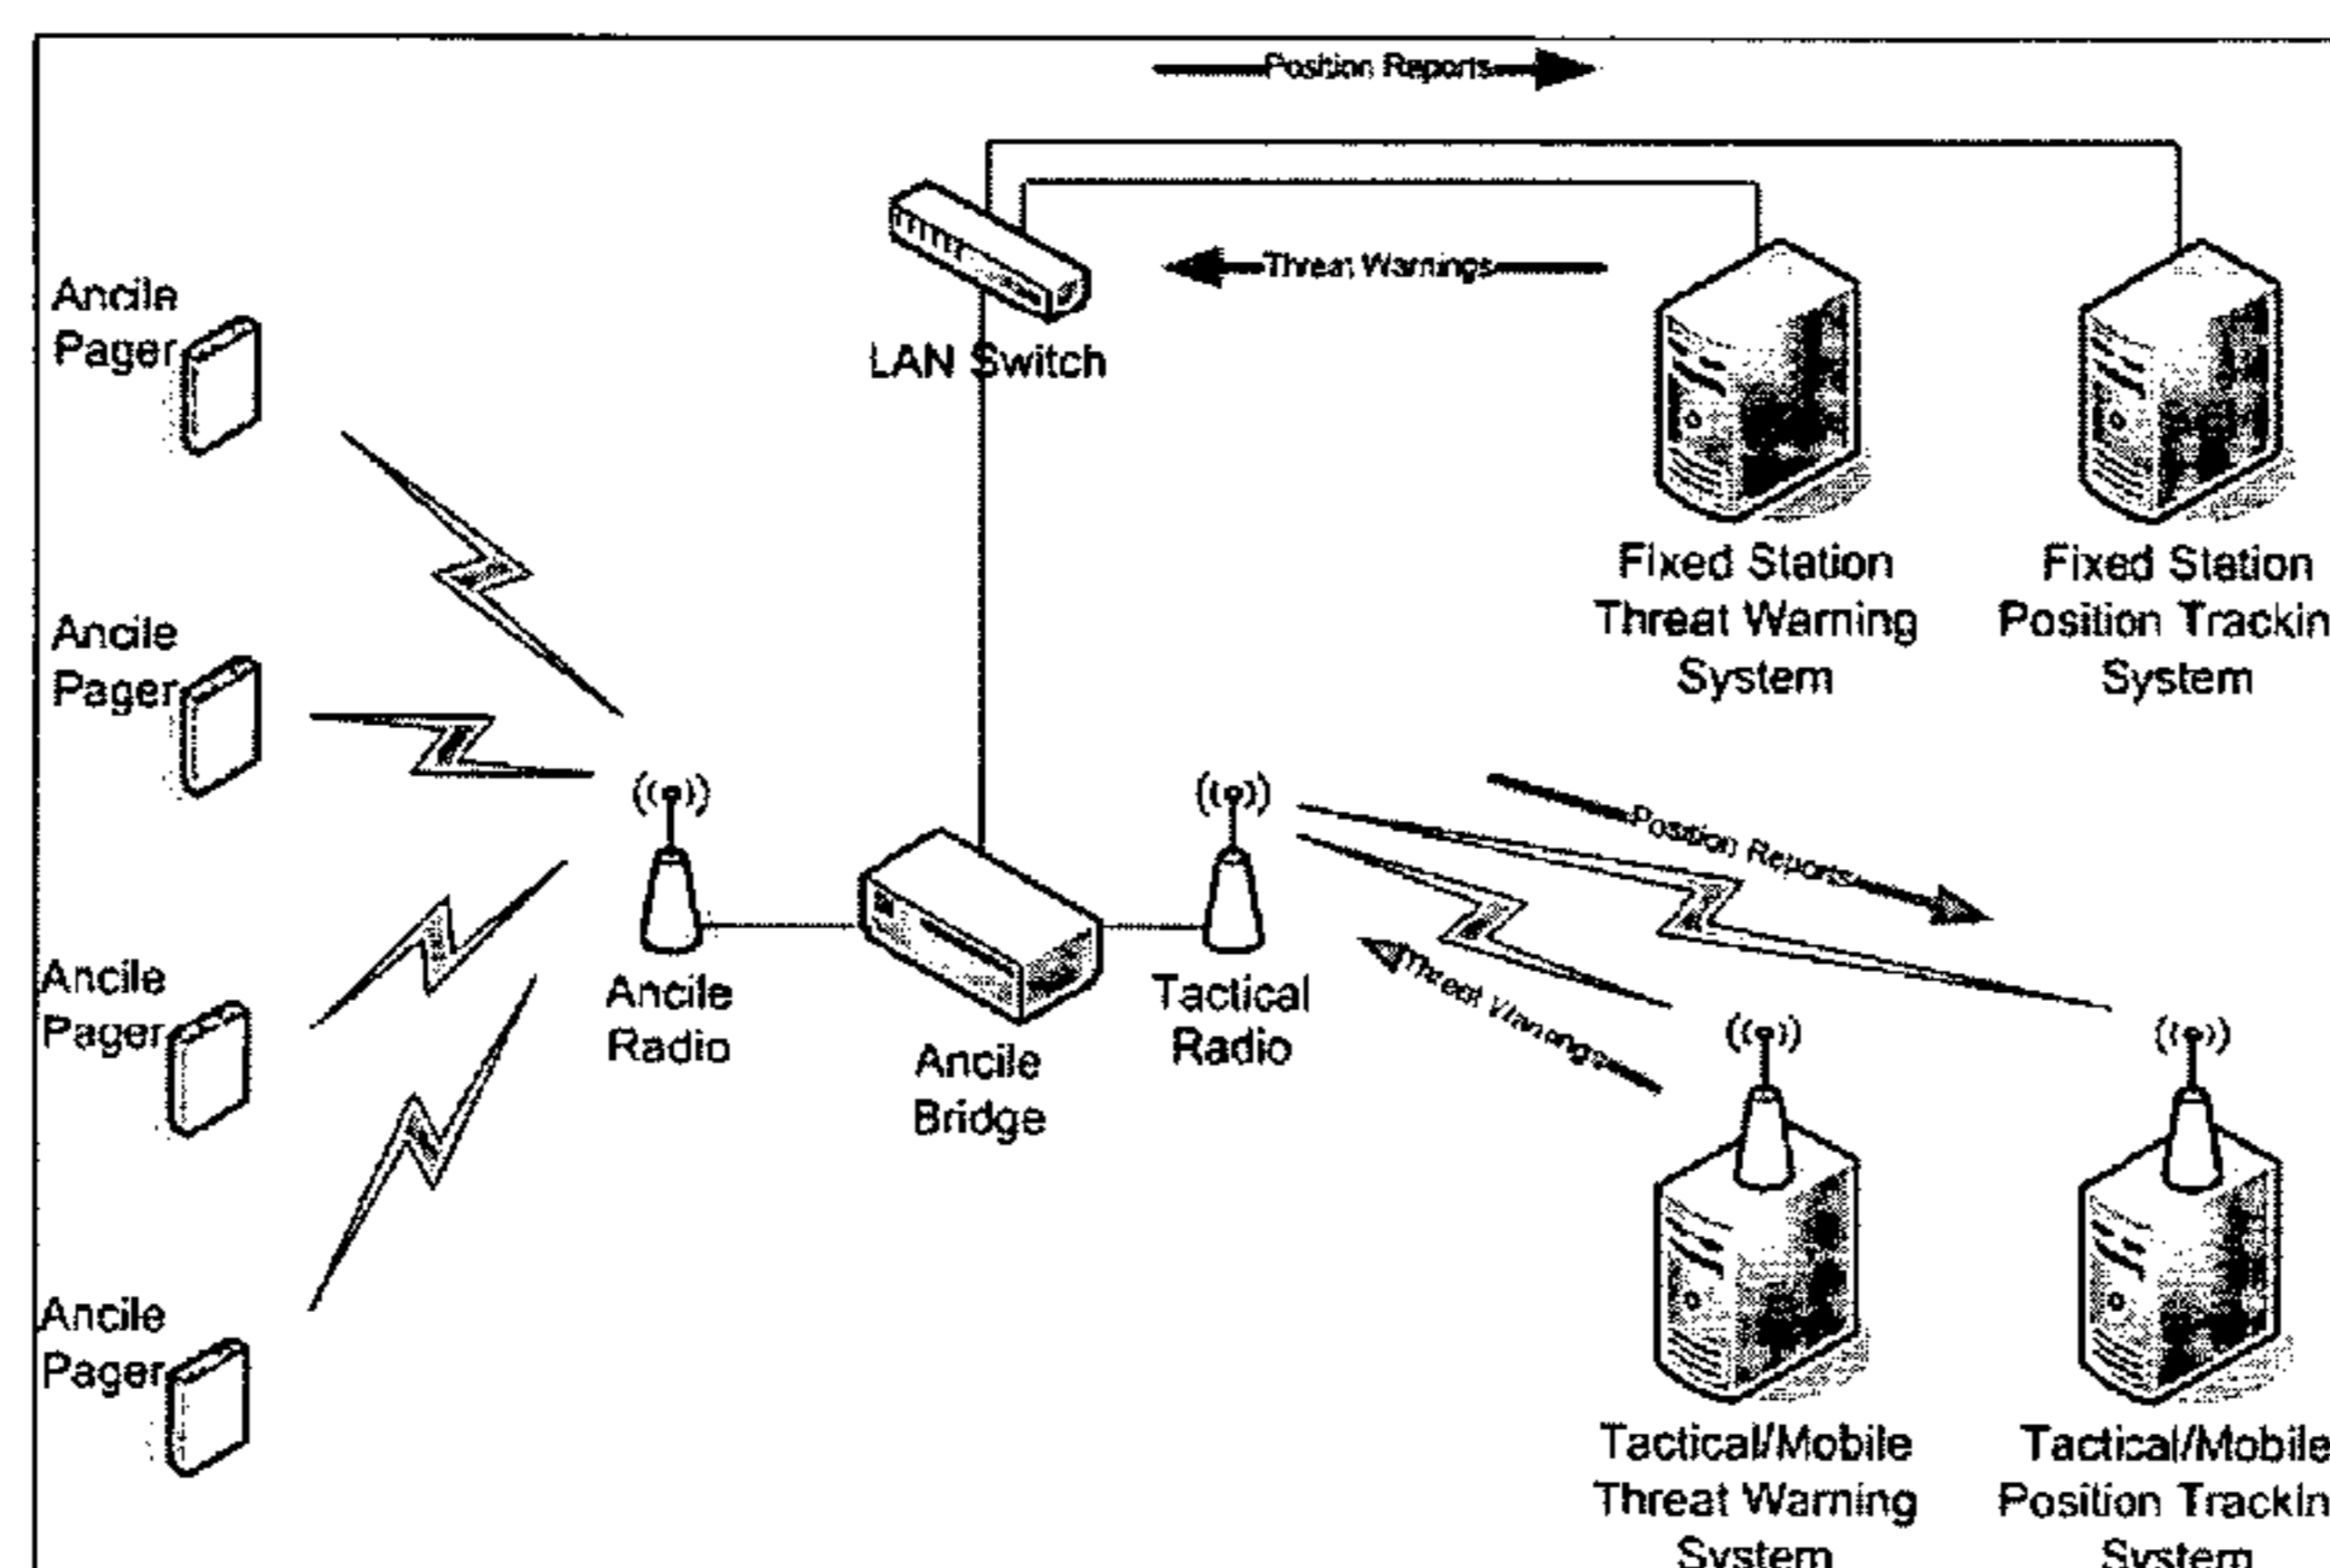 Position Reports
Threat Warnings
Ancile
Pager
LAN Switch
Fixed Station
Threat Warning
System
Fixed Station
Position Trackin
System
Ancile
Pager
Position Reports
Threat Warnings
Ancile
Pager
Ancile
Radio
Ancile
Bridge
Tactical
Radio
Ancile
Pager
Tactical/Mobile
Threat Warning
System
Tactical/Mobile
Position Trackin
System